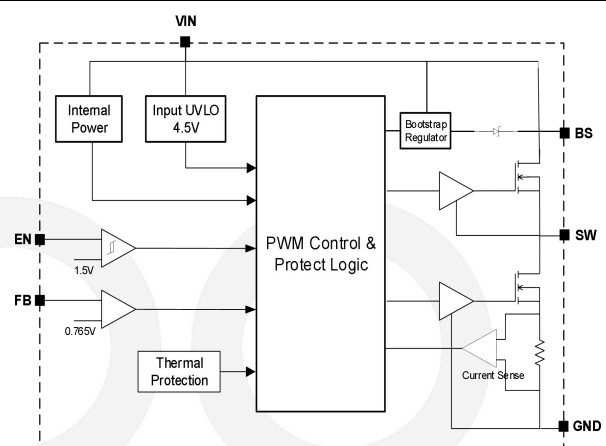 VIN
Internal
Power
Input UVLO
4.5V
Bootstrap
Regulator
BS
EN
1.5V
PWM Control &
Protect Logic
SW
FB
0.765V
Thermal
Protection
Current Sense
GND